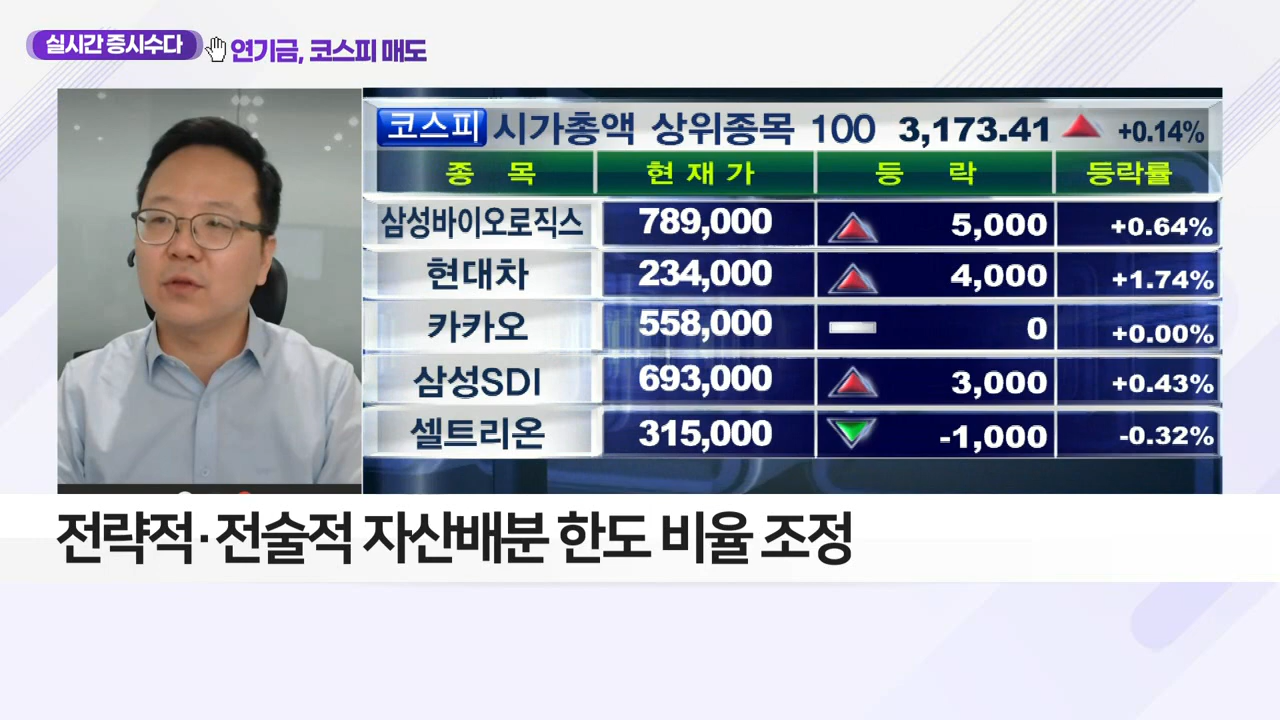 실시간 증시수다 연기금, 코스피 매도
코스피 시가총액 상위종목 100 3,173.41 ▲ +0.14%
종 목 현 재 가 등 락 등락률
삼성바이오로직스 789,000 ▲ 5,000 +0.64%
현대차 234,000 ▲ 4,000 +1.74%
카카오 558,000 0 +0.00%
삼성SDI 693,000 ▲ 3,000 +0.43%
셀트리온 315,000 ▼ -1,000 -0.32%
전략적·전술적 자산배분 한도 비율 조정